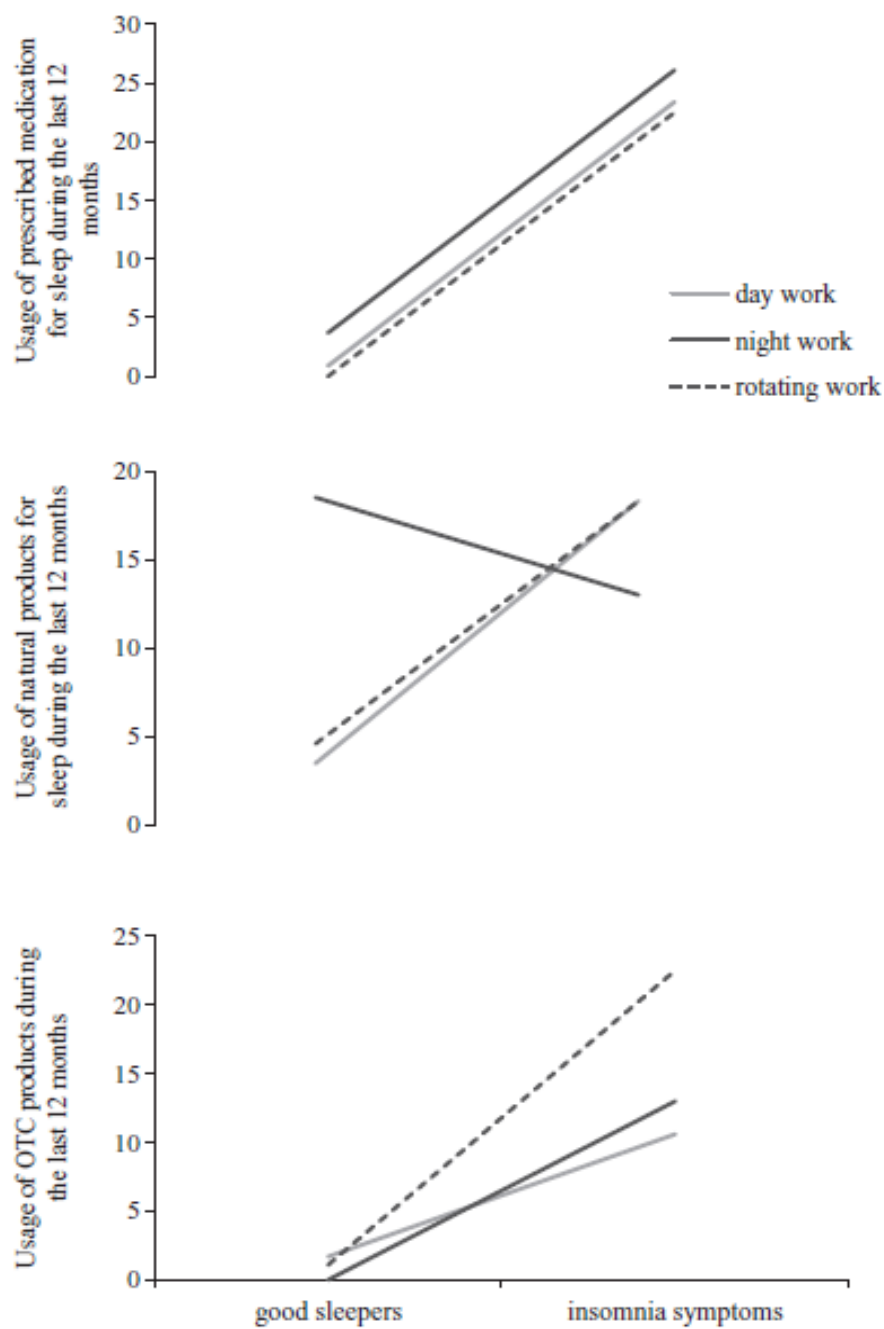 Usage of prescribed medication
for sleep during the last 12
months
30
25
20
15
10
5
0
day work
night work
rotating work
Usage of natural products for
sleep during the last 12 months
20
15
10
5
0
Usage of OTC products during
the last 12 months
25
20
15
10
5
0
good sleepers
insomnia symptoms